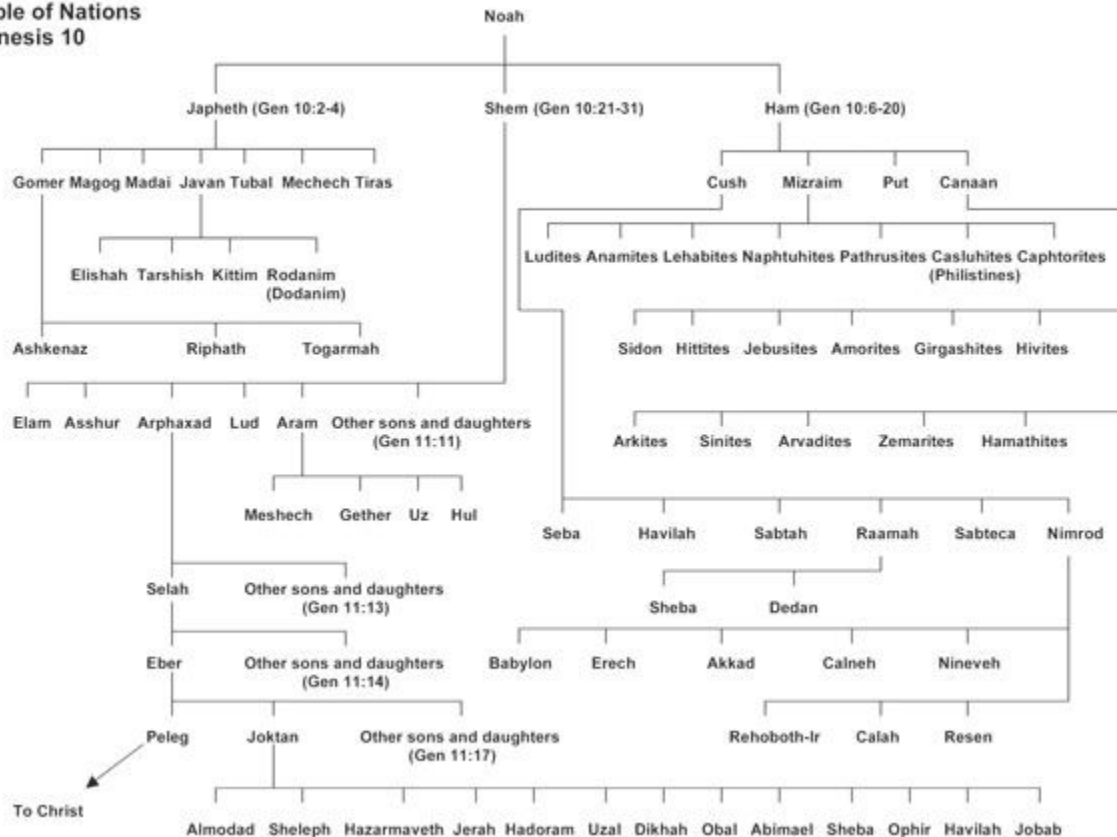 ble of Nations
nesis 10
Noah
Japheth (Gen 10:2-4) Shem (Gen 10:21-31) Ham (Gen 10:6-20)
Gomer Magog Madai Javan Tubal Mechech Tiras Cush Mizraim Put Canaan
Ludites Anamites Lehabites Naphtuhites Pathrusites Casluhites Caphtorites
(Philistines)
Elishah Tarshish Kittim Rodanim
(Dodanim)
Ashkenaz Riphath Togarmah Sidon Hittites Jebusites Amorites Girgashites Hivites
Elam Asshur Arphaxad Lud Aram Other sons and daughters
(Gen 11:11)
Arkites Sinites Arvadites Zemarites Hamathites
Meshech Gether Uz Hul
Seba Havilah Sabtah Raamah Sabteca Nimrod
Selah Other sons and daughters
(Gen 11:13)
Sheba Dedan
Eber Other sons and daughters
(Gen 11:14)
Babylon Erech Akkad Calneh Nineveh
Peleg Joktan Other sons and daughters
(Gen 11:17)
Rehoboth-Ir Calah Resen
To Christ
Almodad Sheleph Hazarmaveth Jerah Hadoram Uzal Dikhah Obal Abimael Sheba Ophir Havilah Jobab